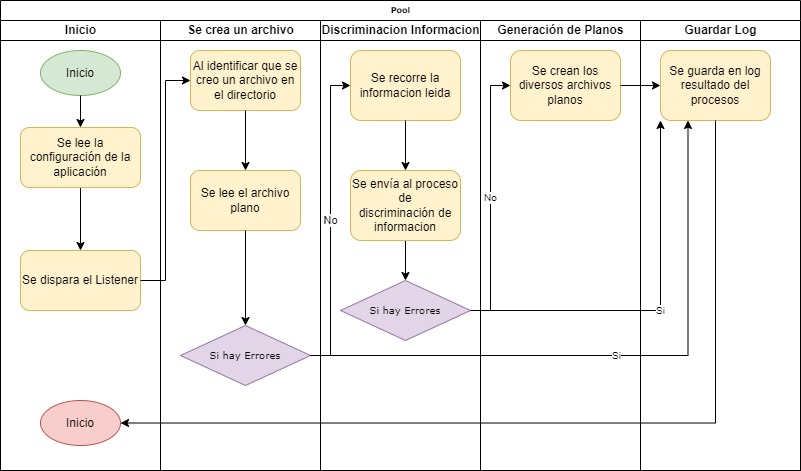 Pool
Inicio
Se crea un archivo
Discriminacion Informacion
Generación de Planos
Guardar Log
Inicio
Se lee la
configuración de la
aplicación
Se dispara el Listener
Inicio
Al identificar que se
creo un archivo en
el directorio
Se lee el archivo
plano
Si hay Errores
No
Si
Se recorre la
informacion leida
Se envía al proceso
de
discriminación de
informacion
Si hay Errores
No
Si
Se crean los
diversos archivos
planos
Se guarda en log
resultado del
procesos